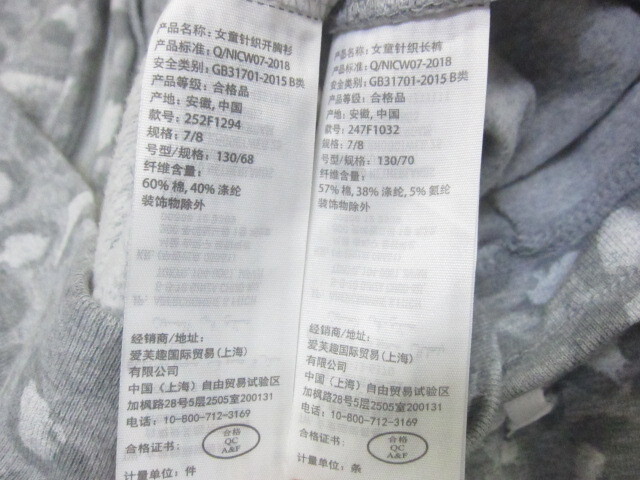 产品名称: 女童针织开胸衫
产品标准: Q/NICW07-2018
安全类别: GB31701-2015 B类
产品等级: 合格品
产地: 安徽, 中国
款号: 252F1294
规格: 7/8
号型/规格: 130/68
纤维含量:
60% 棉, 40% 涤纶
装饰物除外
经销商/地址:
爱芙趣国际贸易(上海)
有限公司
中国（上海）自由贸易试验区
加枫路28号5层2505室200131
电话: 10-800-712-3169
合格证书:
合格
QC
A&F
计量单位: 件
产品名称: 女童针织长裤
产品标准: Q/NICW07-2018
安全类别: GB31701-2015 B类
产品等级: 合格品
产地: 安徽, 中国
款号: 247F1032
规格: 7/8
号型/规格: 130/70
纤维含量:
57% 棉, 38% 涤纶, 5% 氨纶
装饰物除外
经销商/地址:
爱芙趣国际贸易(上海)
有限公司
中国（上海）自由贸易试验区
加枫路28号5层2505室200131
电话: 10-800-712-3169
合格证书:
合格
QC
A&F
计量单位: 条